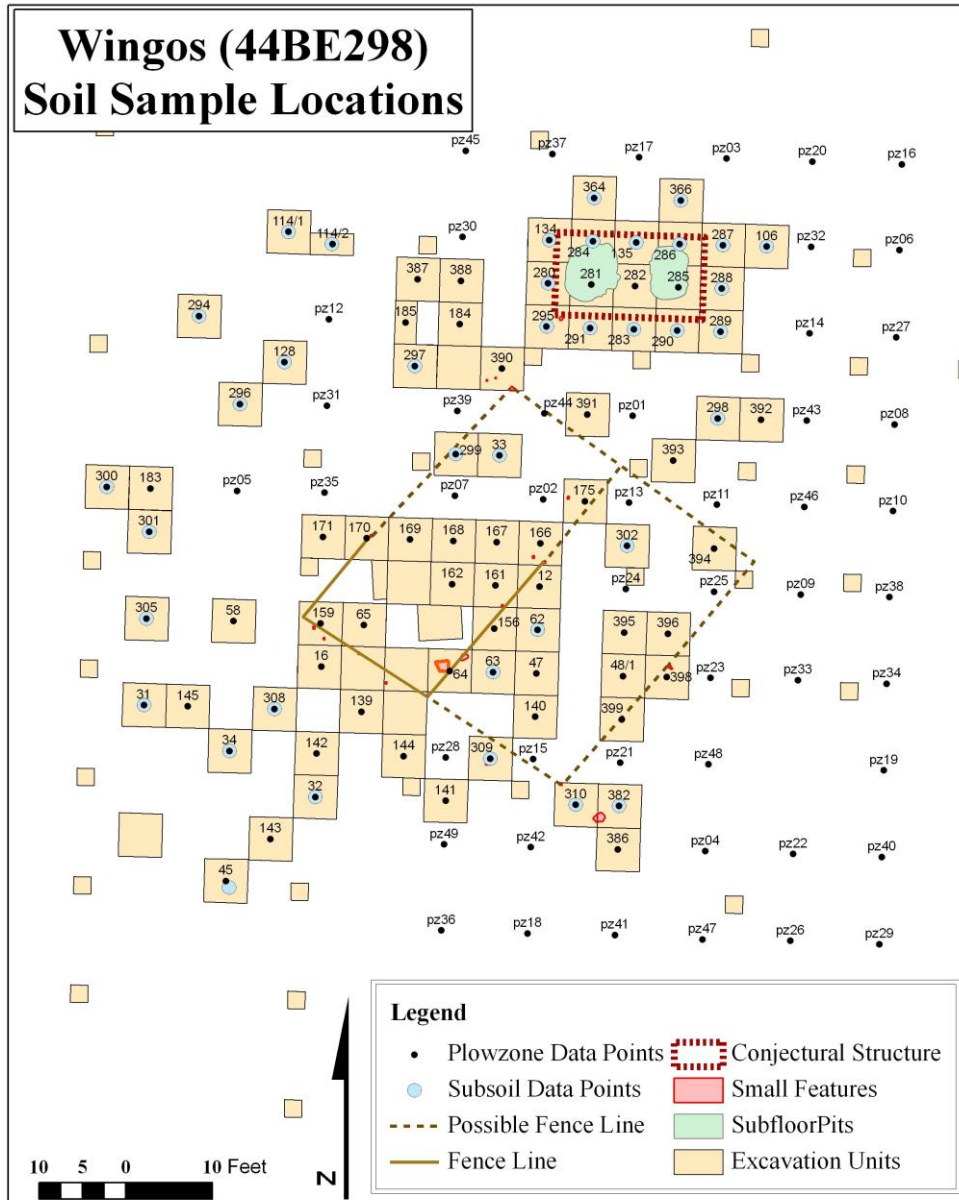 Wingos (44BE298)
Soil Sample Locations
pz45 pz37 pz17 pz03 pz20 pz16
364 366
114/1 114/2 pz30 134 284 135 286 287 106 pz32 pz06
387 388 280 281 282 285 288
294 pz12 185 184 295 291 283 290 289 pz14 pz27
128 297 390
296 pz31 pz39 pz44 391 pz01 298 392 pz43 pz08
299 33 393
300 183 pz05 pz35 pz07 pz02 175 pz13 pz11 pz46 pz10
301 171 170 169 168 167 166 302 394
162 161 12 pz24 pz25 pz09 pz38
305 58 159 65 156 62 395 396
16 64 63 47 48/1 398 pz23 pz33 pz34
31 145 308 139 140 399
34 142 144 pz28 309 pz15 pz21 pz48 pz19
32 141 310 382
143 pz49 pz42 386 pz04 pz22 pz40
45
pz36 pz18 pz41 pz47 pz26 pz29
Legend
Plowzone Data Points Conjectural Structure
Subsoil Data Points Small Features
Possible Fence Line SubfloorPits
Fence Line Excavation Units
10 5 0 10 Feet
N